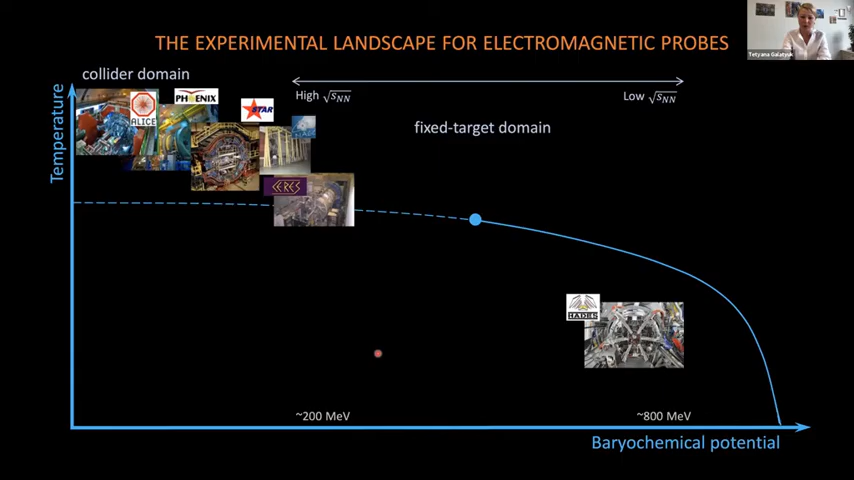 THE EXPERIMENTAL LANDSCAPE FOR ELECTROMAGNETIC PROBES
Tetyana Galatyuk
collider domain
High √sNN
Low √sNN
fixed-target domain
PHENIX
STAR
ALICE
CERES
HADES
Temperature
~200 MeV
~800 MeV
Baryochemical potential